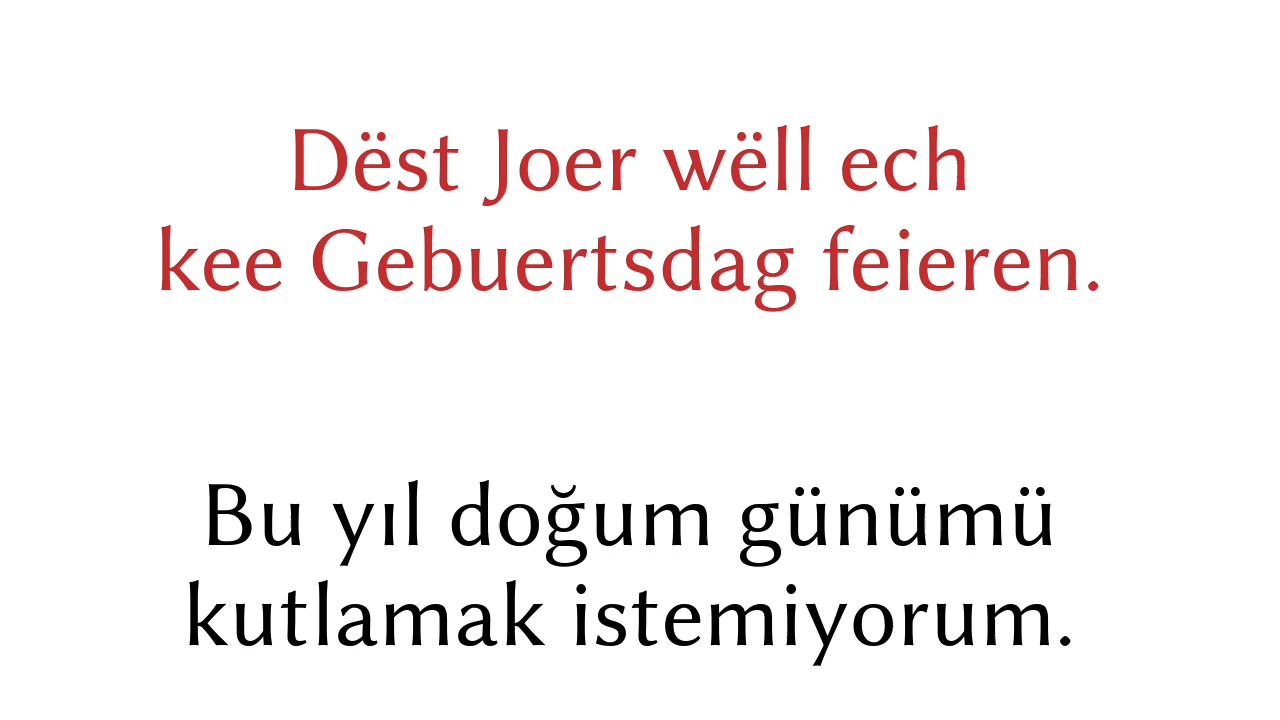 Dëst Joer wëll ech
kee Gebuertsdag feieren.
Bu yıl doğum günümü
kutlamak istemiyorum.